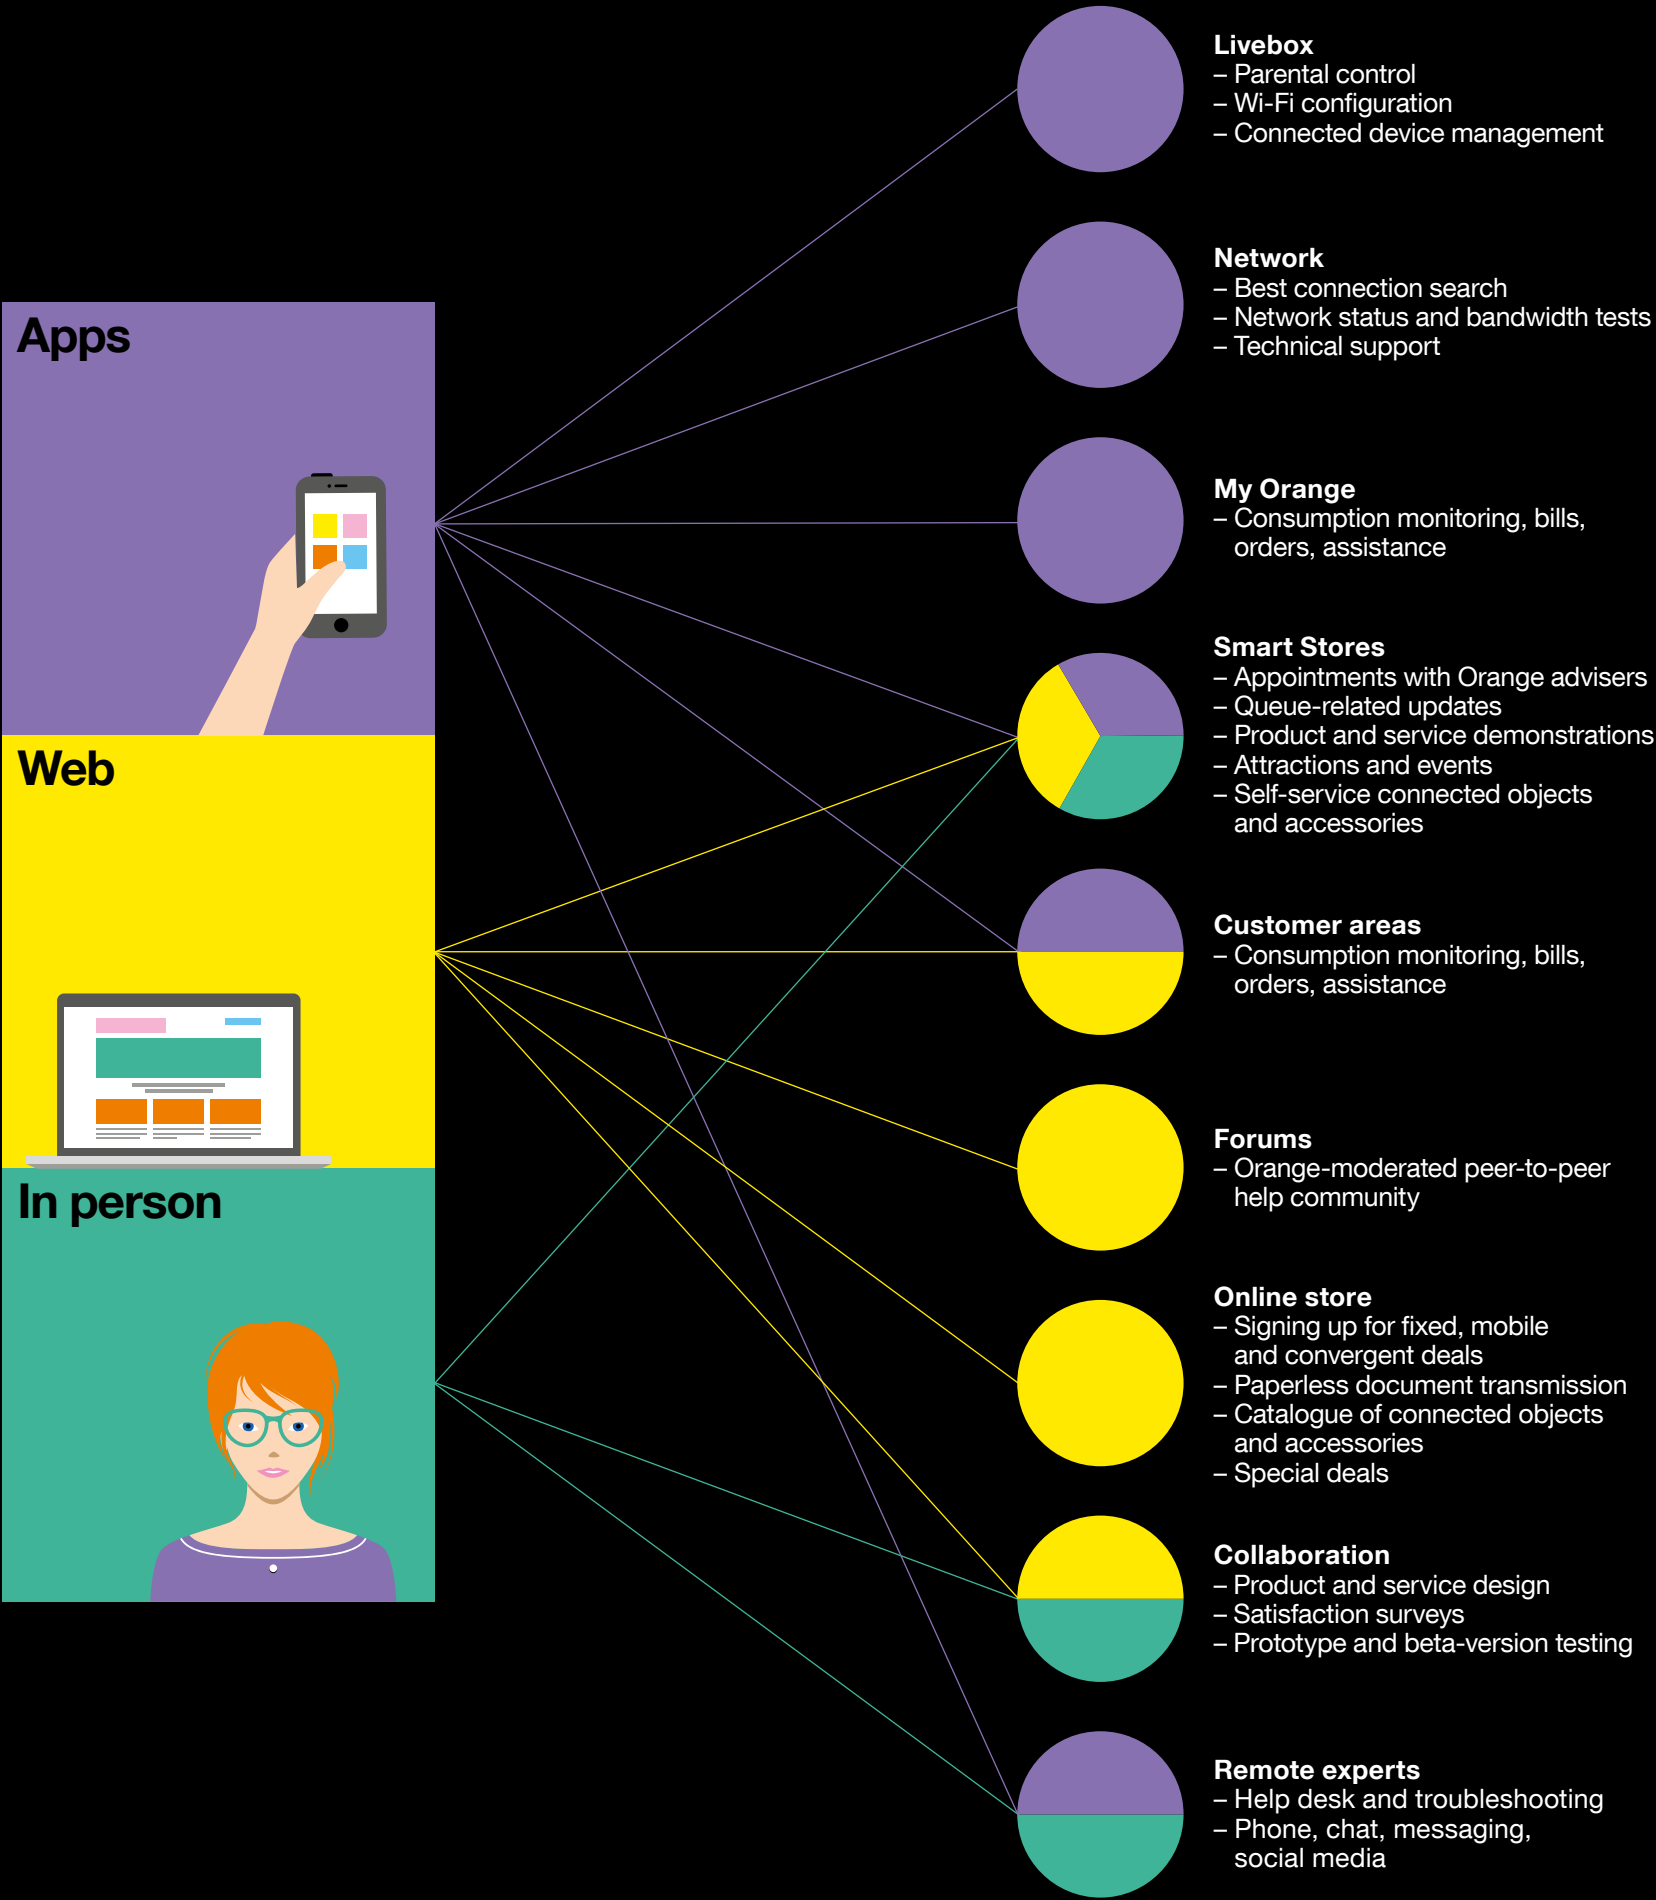 Apps
Web
In person
Livebox
– Parental control
– Wi-Fi configuration
– Connected device management
Network
– Best connection search
– Network status and bandwidth tests
– Technical support
My Orange
– Consumption monitoring, bills,
orders, assistance
Smart Stores
– Appointments with Orange advisers
– Queue-related updates
– Product and service demonstrations
– Attractions and events
– Self-service connected objects
and accessories
Customer areas
– Consumption monitoring, bills,
orders, assistance
Forums
– Orange-moderated peer-to-peer
help community
Online store
– Signing up for fixed, mobile
and convergent deals
– Paperless document transmission
– Catalogue of connected objects
and accessories
– Special deals
Collaboration
– Product and service design
– Satisfaction surveys
– Prototype and beta-version testing
Remote experts
– Help desk and troubleshooting
– Phone, chat, messaging,
social media